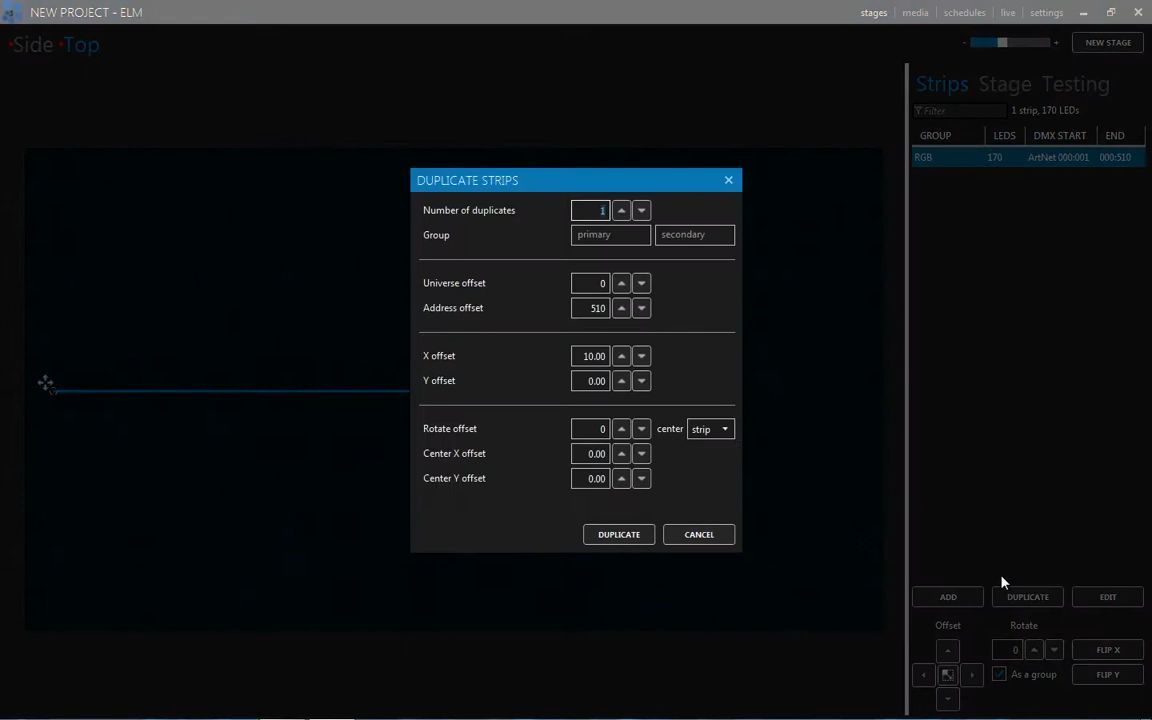 NEW PROJECT - ELM
stages media schedules live settings
Side Top
- +
NEW STAGE
Strips Stage Testing
Filter 1 strip, 170 LEDs
GROUP LEDS DMX START END
RGB 170 ArtNet 000:001 000:510
DUPLICATE STRIPS
Number of duplicates 1
Group primary secondary
Universe offset 0
Address offset 510
X offset 10.00
Y offset 0.00
Rotate offset 0 center strip
Center X offset 0.00
Center Y offset 0.00
DUPLICATE CANCEL
ADD DUPLICATE EDIT
Offset Rotate
0 FLIP X
As a group FLIP Y